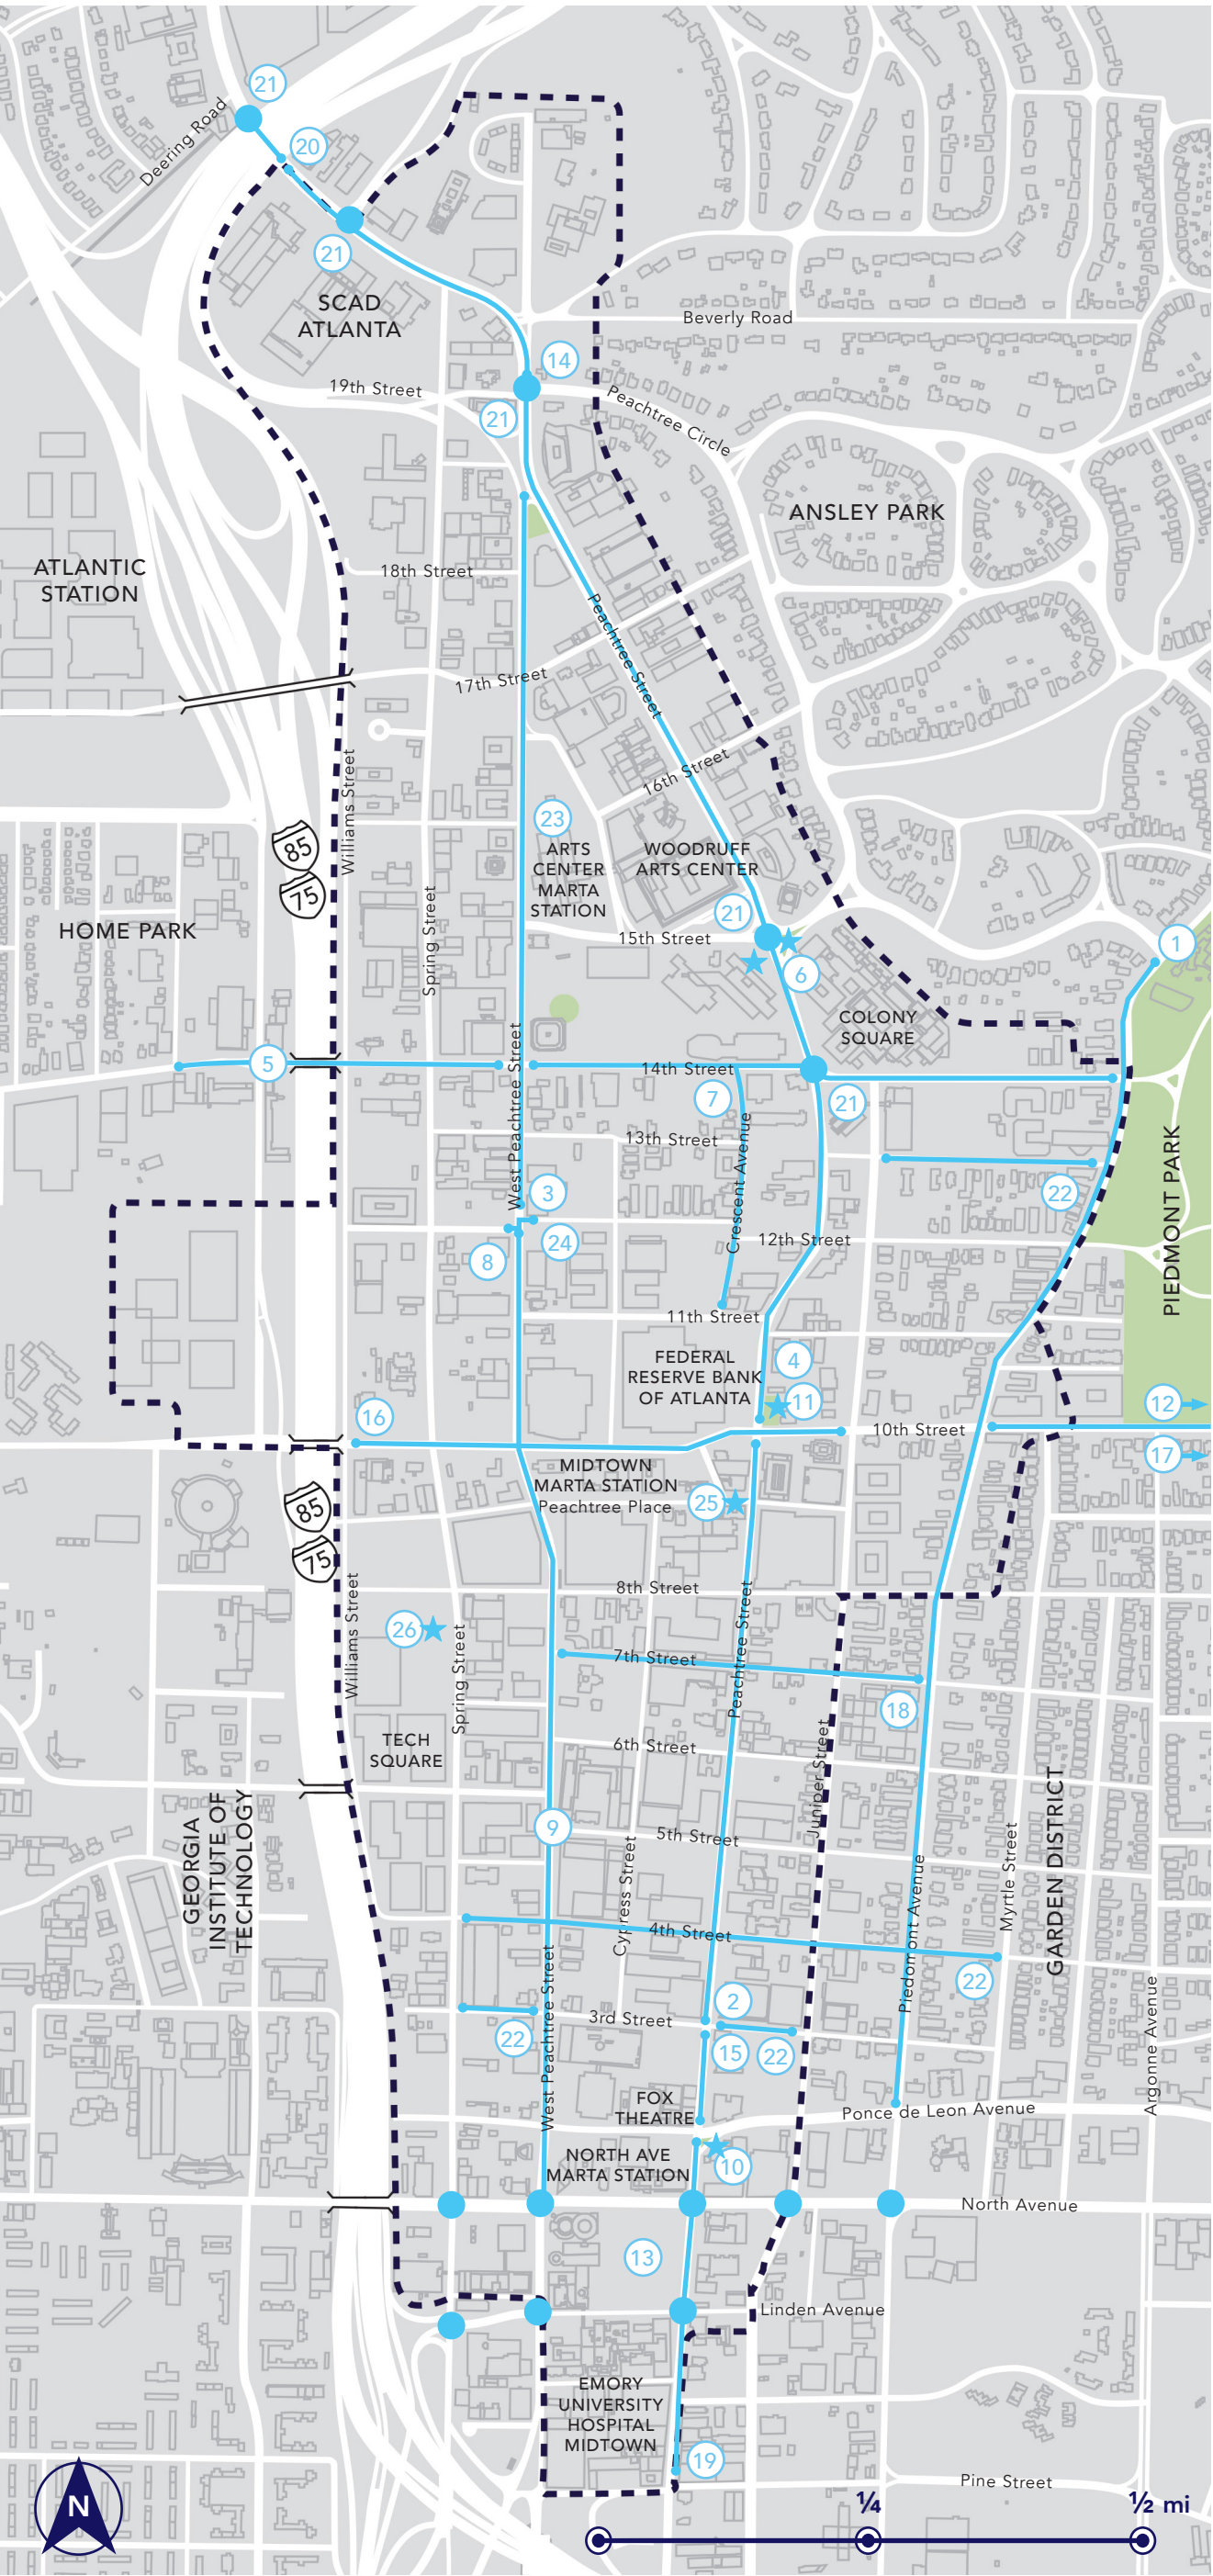 21
Deering Road
20
21
SCAD
ATLANTA
Beverly Road
14
19th Street
Peachtree Circle
21
ANSLEY PARK
ATLANTIC
STATION
18th Street
Peachtree Street
17th Street
16th Street
Williams Street
23
85
75
ARTS
CENTER
MARTA
STATION
WOODRUFF
ARTS CENTER
Spring Street
21
HOME PARK
15th Street
1
6
COLONY
SQUARE
5
West Peachtree Street
14th Street
7
21
Crescent Avenue
13th Street
PIEDMONT PARK
3
22
24
12th Street
8
11th Street
FEDERAL
RESERVE BANK
OF ATLANTA
4
11
12
16
10th Street
17
MIDTOWN
MARTA STATION
Peachtree Place
25
85
75
8th Street
Williams Street
Peachtree Street
26
Spring Street
7th Street
18
TECH
SQUARE
6th Street
Juniper Street
GEORGIA
INSTITUTE OF
TECHNOLOGY
9
5th Street
Cypress Street
Myrtle Street
GARDEN DISTRICT
Piedmont Avenue
4th Street
22
West Peachtree Street
2
3rd Street
22
15
22
Argonne Avenue
FOX
THEATRE
Ponce de Leon Avenue
NORTH AVE
MARTA STATION
10
North Avenue
13
Linden Avenue
EMORY
UNIVERSITY
HOSPITAL
MIDTOWN
19
Pine Street
N
¼
½ mi